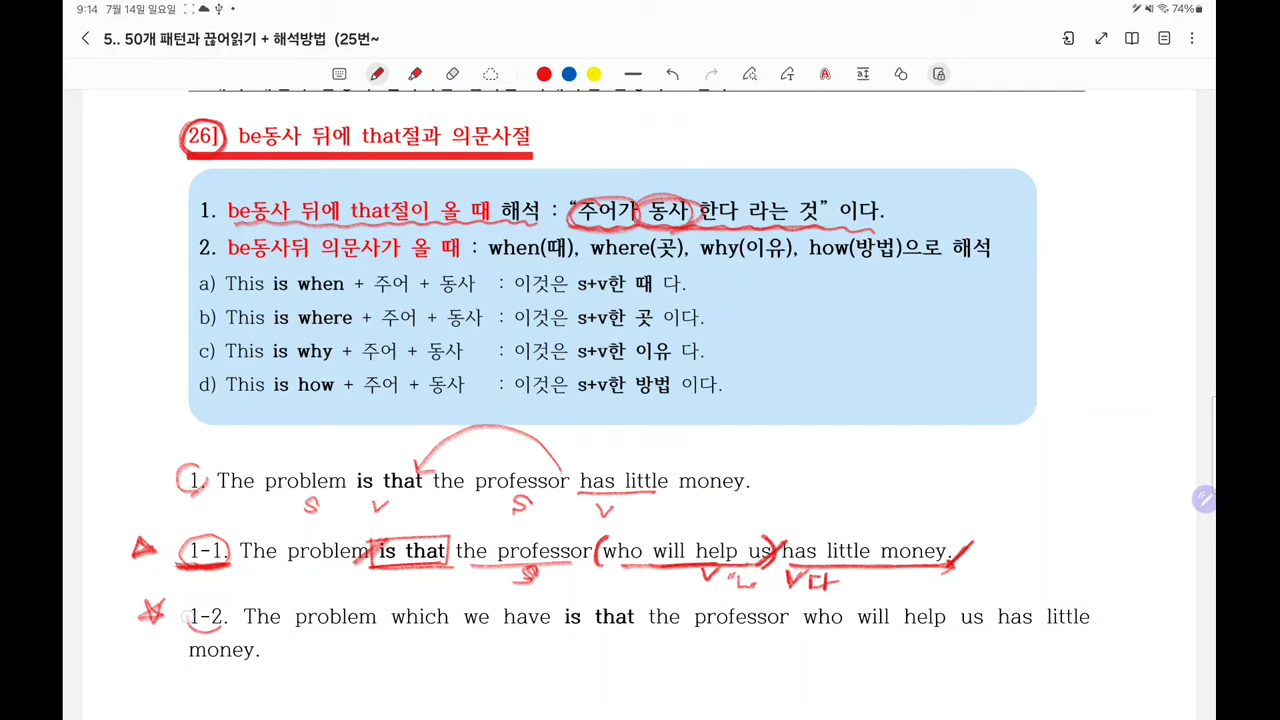 9:14 7월 14일 일요일 74%
5.. 50개 패턴과 끊어읽기 + 해석방법 (25번~
26] be동사 뒤에 that절과 의문사절
1. be동사 뒤에 that절이 올 때 해석 : “주어가 동사 한다 라는 것” 이다.
2. be동사뒤 의문사가 올 때 : when(때), where(곳), why(이유), how(방법)으로 해석
a) This is when + 주어 + 동사 : 이것은 s+v한 때 다.
b) This is where + 주어 + 동사 : 이것은 s+v한 곳 이다.
c) This is why + 주어 + 동사 : 이것은 s+v한 이유 다.
d) This is how + 주어 + 동사 : 이것은 s+v한 방법 이다.
1. The problem is that the professor has little money.
S V S V
1-1. The problem is that the professor (who will help us) has little money.
S V"ㄴ V다
1-2. The problem which we have is that the professor who will help us has little
money.